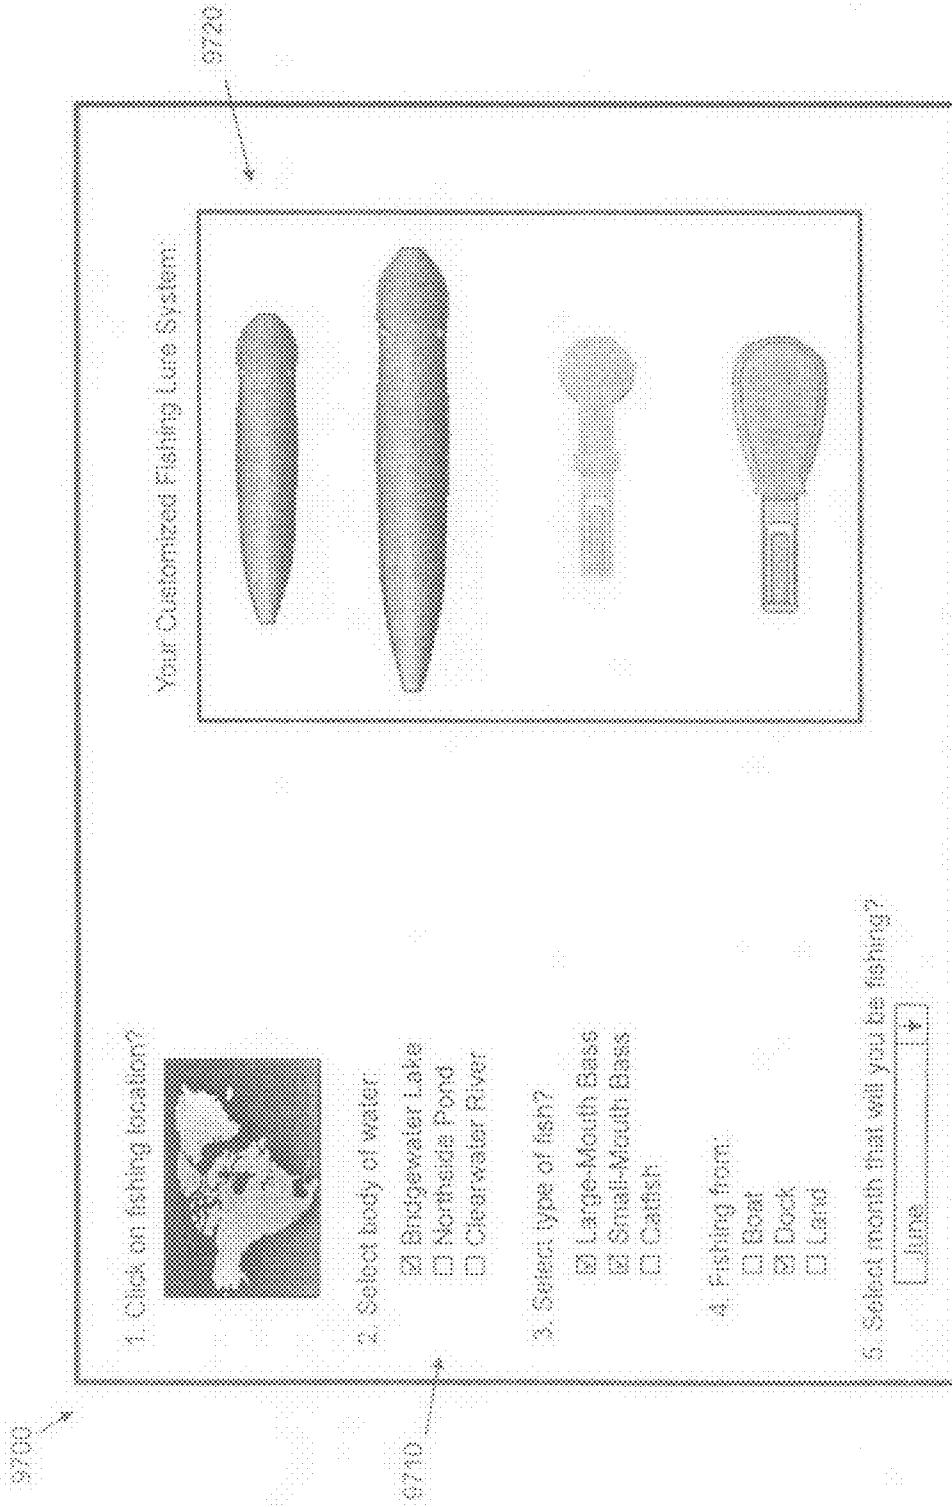 9700
1. Click on fishing location?
2. Select body of water:
☑ Bridgewater Lake
☐ Northside Pond
☐ Clearwater River
3. Select type of fish?
☑ Large-Mouth Bass
☑ Small-Mouth Bass
☐ Catfish
4. Fishing from:
☐ Boat
☑ Dock
☐ Land
5. Select month that will you be fishing?
June
9710
Your Customized Fishing Lure System:
9720